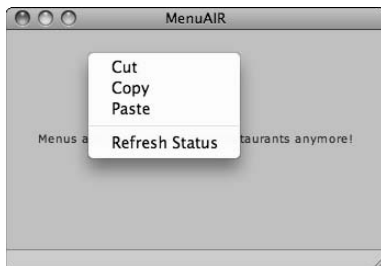 MenuAIR
Cut
Copy
Paste
Menus a taurants anymore!
Refresh Status